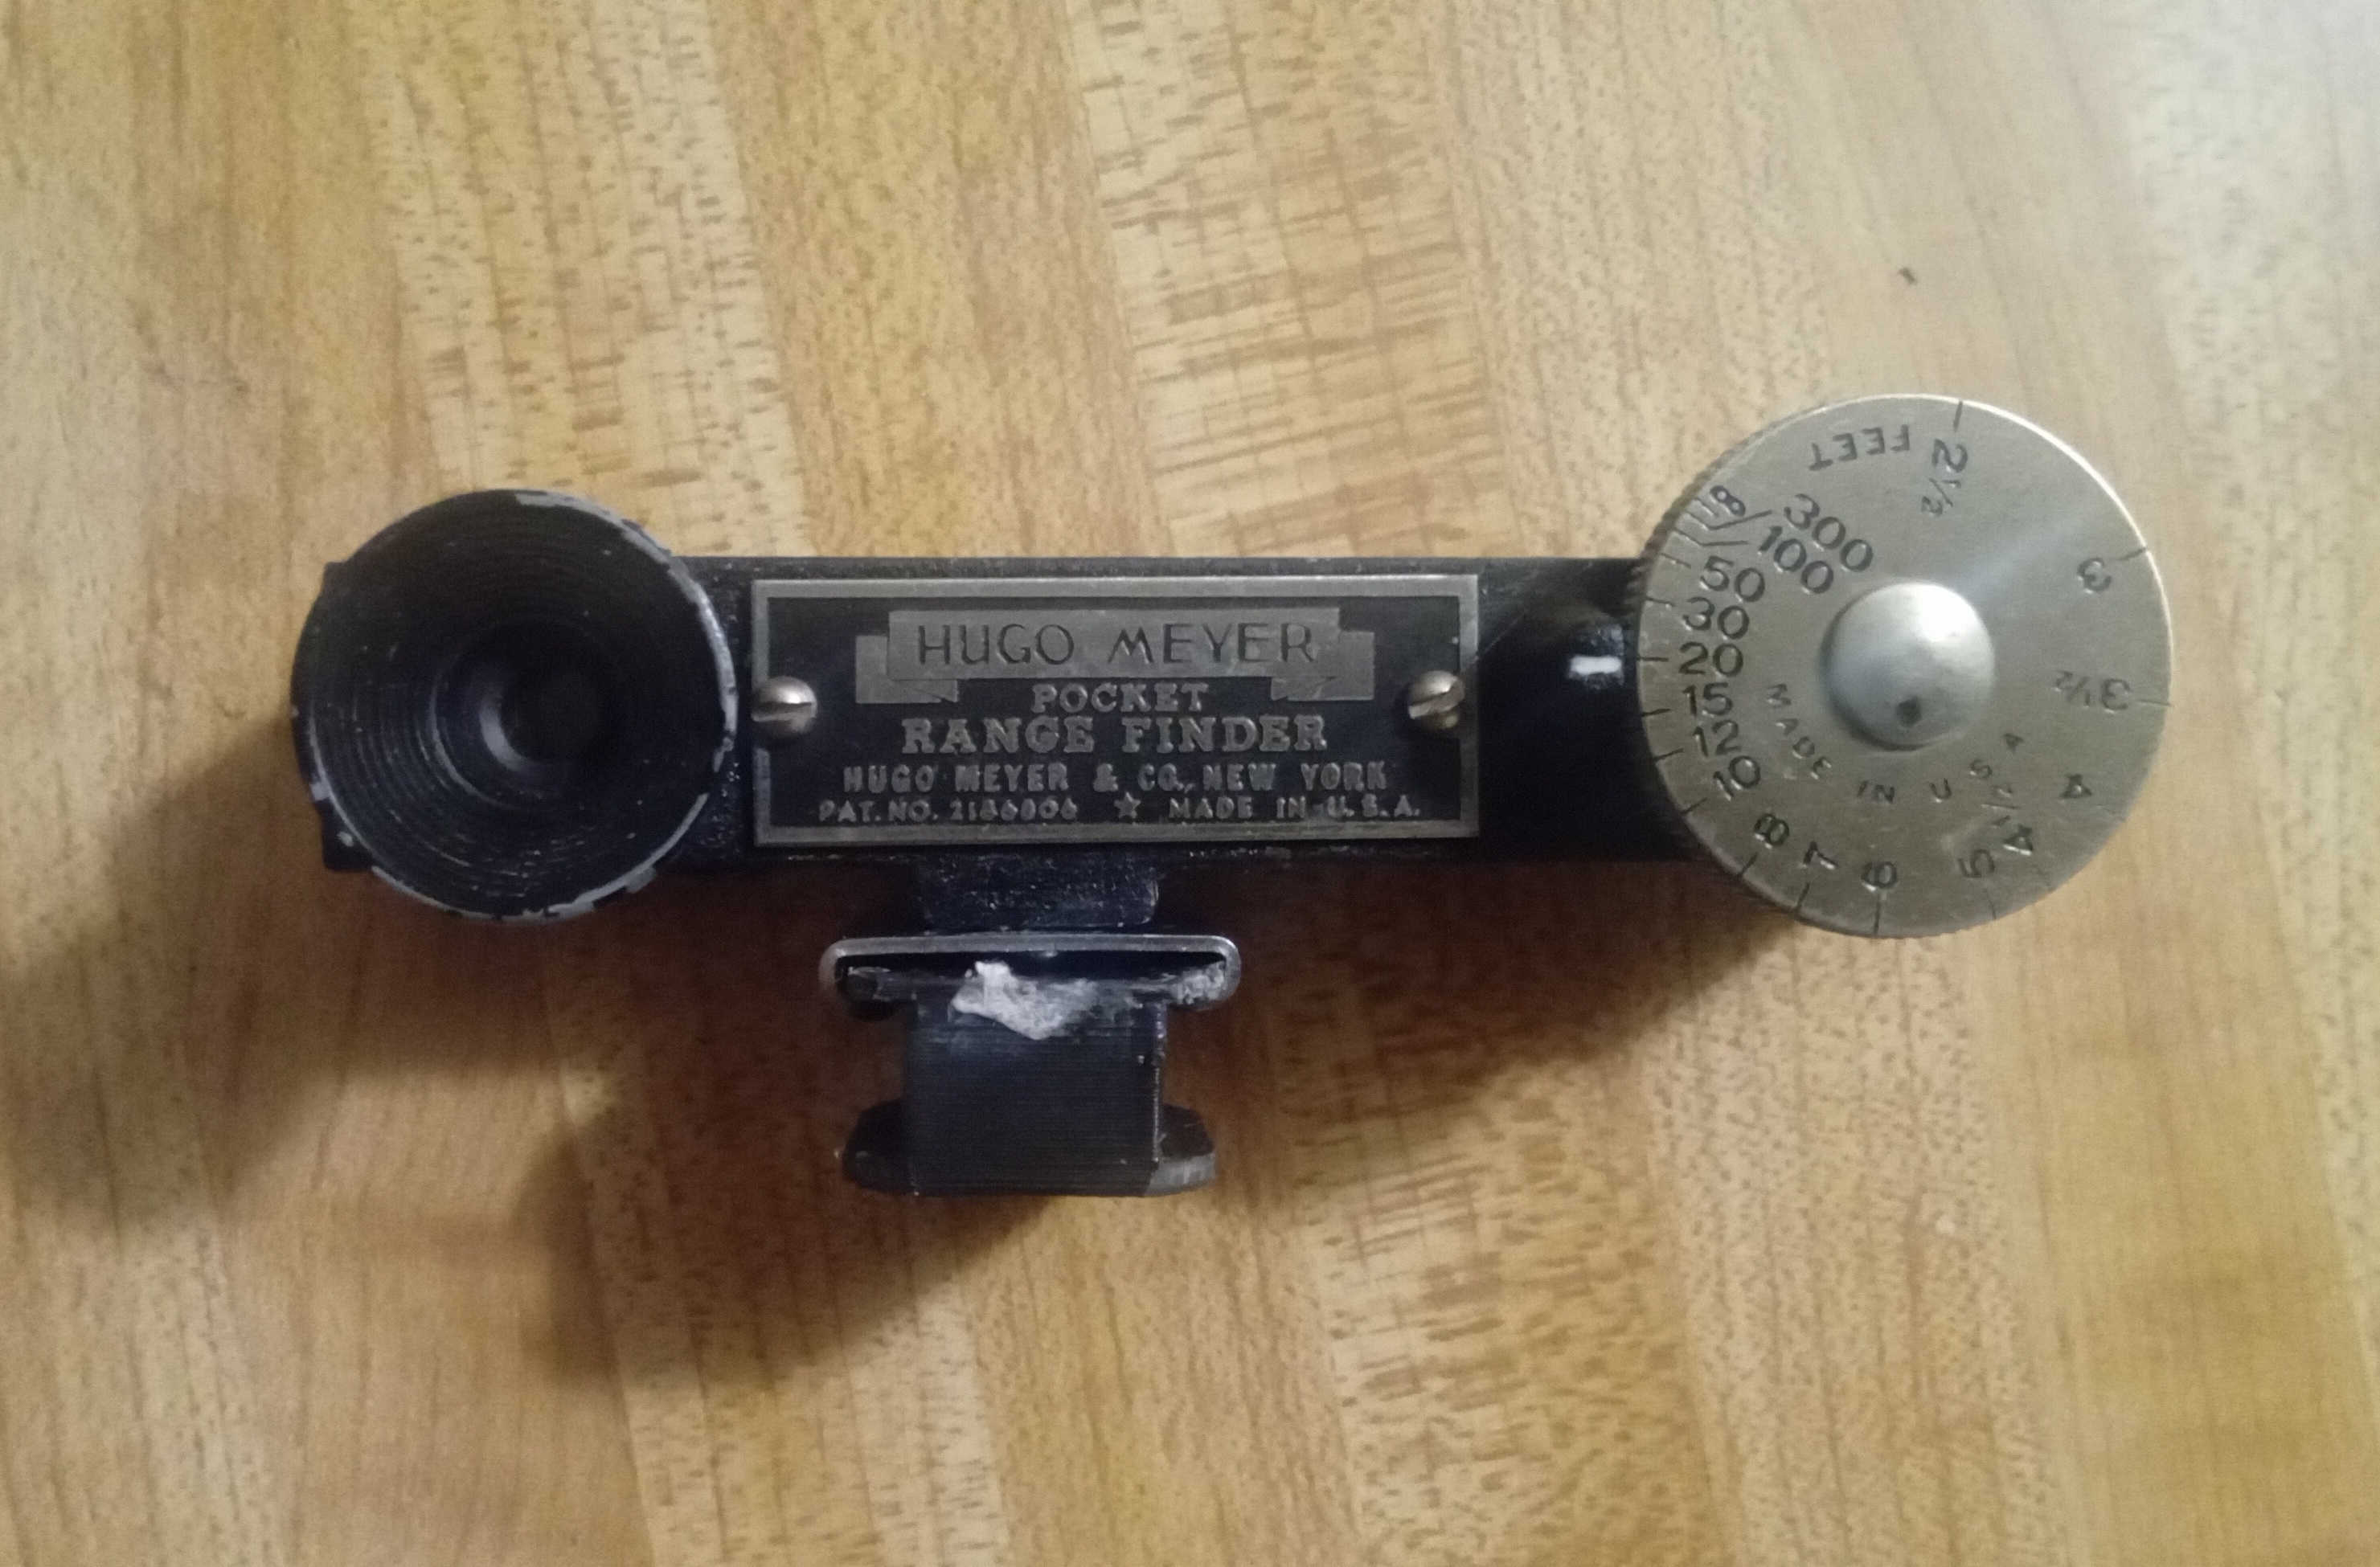 HUGO MEYER
POCKET
RANGE FINDER
HUGO MEYER & CO., NEW YORK
PAT. NO. 2186806 ★ MADE IN U.S.A.
FEET
∞
300
100
50
30
20
15
12
10
8
7
6
5
4½
4
3½
3
2½
MADE IN U S A